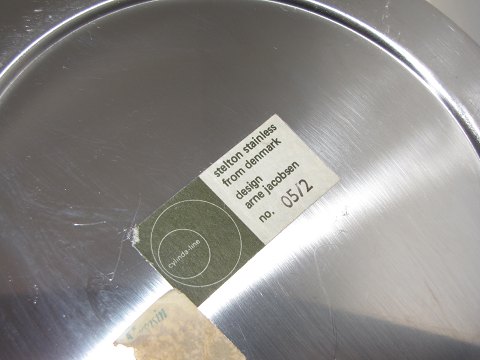 stelton stainless
from denmark
design
arne jacobsen
no. 05/2
cylinda-line